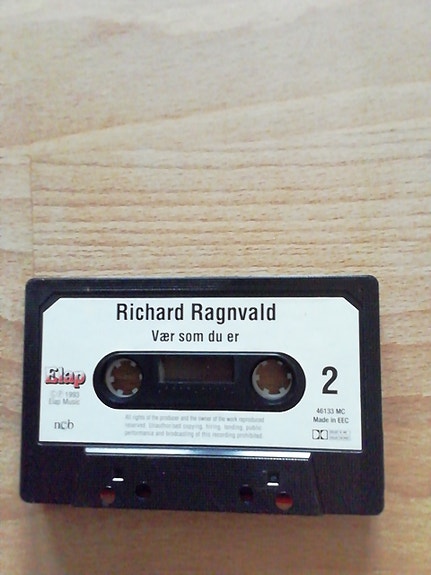 Richard Ragnvald
Vær som du er
Elap
2
©℗ 1993
Elap Music
46133 MC
Made in EEC
ncb
All rights of the producer and the owner of the work reproduced
reserved. Unauthorised copying, hiring, lending, public
performance and broadcasting of this recording prohibited